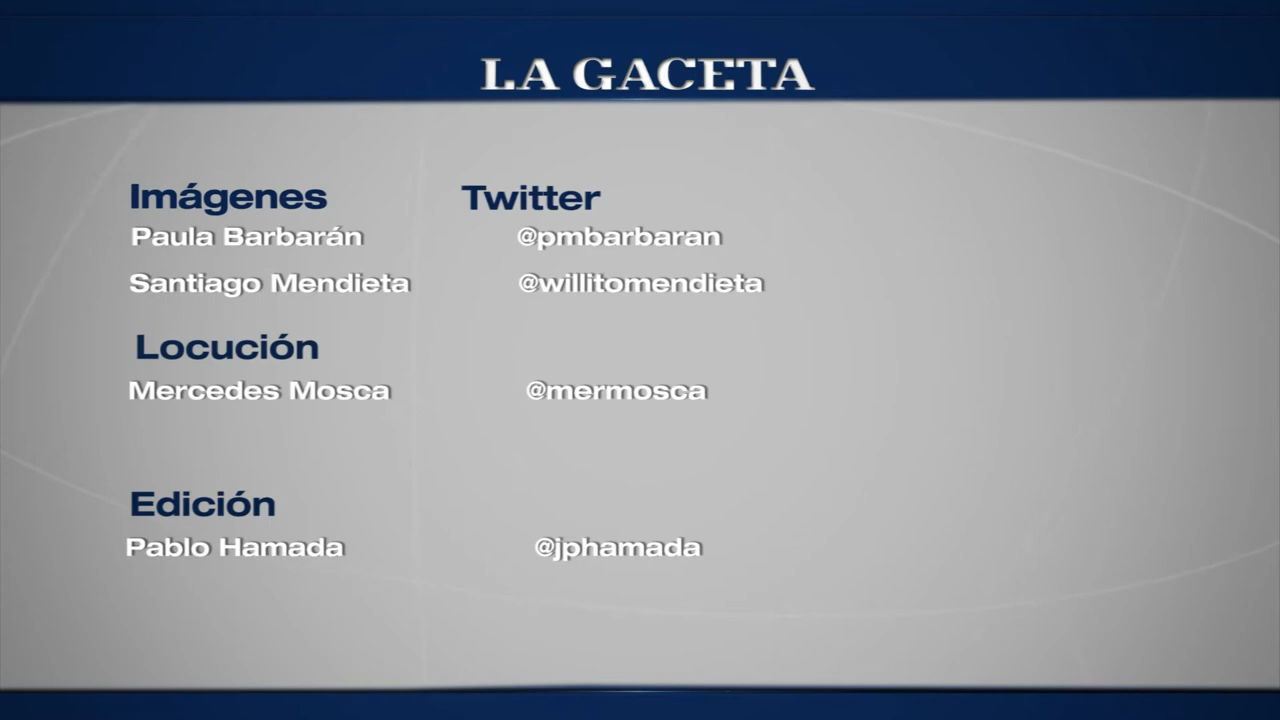 LA GACETA
Imágenes Twitter
Paula Barbarán @pmbarbaran
Santiago Mendieta @willitomendieta
Locución
Mercedes Mosca @mermosca
Edición
Pablo Hamada @jphamada